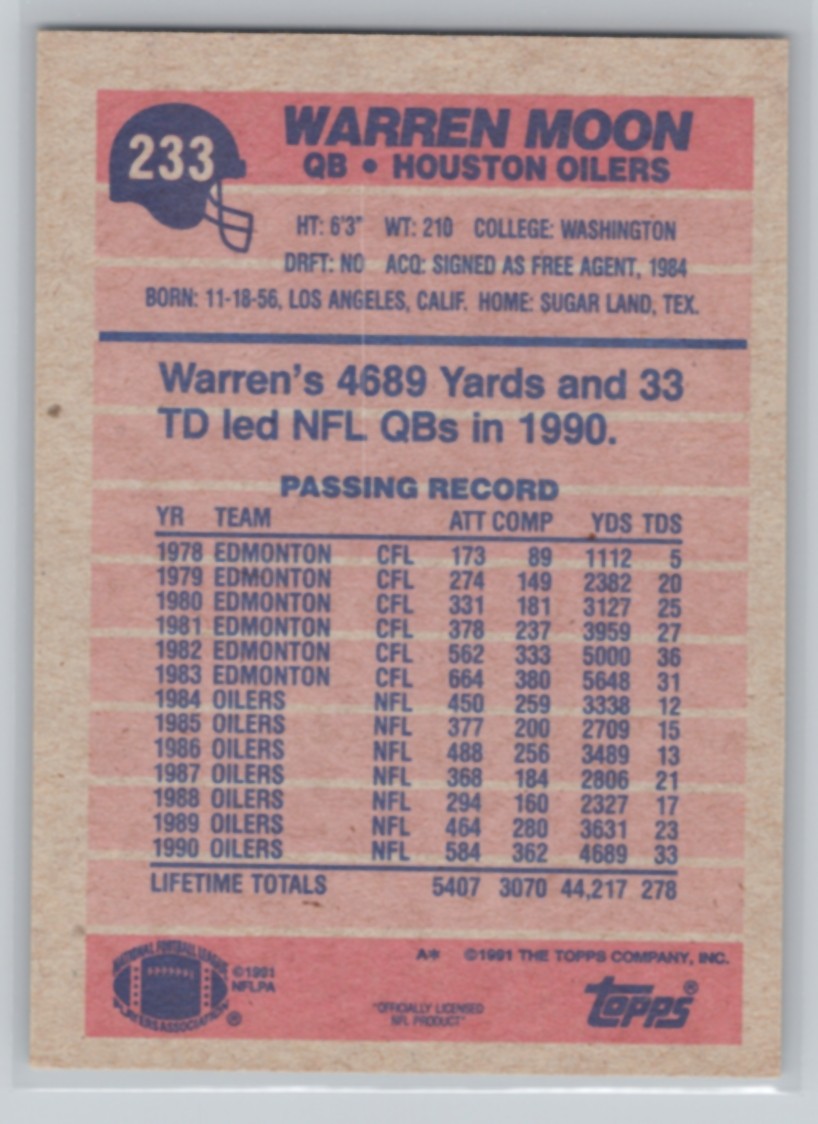 233
WARREN MOON
QB • HOUSTON OILERS
HT: 6'3" WT: 210 COLLEGE: WASHINGTON
DRFT: NO ACQ: SIGNED AS FREE AGENT, 1984
BORN: 11-18-56, LOS ANGELES, CALIF. HOME: SUGAR LAND, TEX.
Warren's 4689 Yards and 33
TD led NFL QBs in 1990.
PASSING RECORD
YR TEAM ATT COMP YDS TDS
1978 EDMONTON CFL 173 89 1112 5
1979 EDMONTON CFL 274 149 2382 20
1980 EDMONTON CFL 331 181 3127 25
1981 EDMONTON CFL 378 237 3959 27
1982 EDMONTON CFL 562 333 5000 36
1983 EDMONTON CFL 664 380 5648 31
1984 OILERS NFL 450 259 3338 12
1985 OILERS NFL 377 200 2709 15
1986 OILERS NFL 488 256 3489 13
1987 OILERS NFL 368 184 2806 21
1988 OILERS NFL 294 160 2327 17
1989 OILERS NFL 464 280 3631 23
1990 OILERS NFL 584 362 4689 33
LIFETIME TOTALS 5407 3070 44,217 278
A* ©1991 THE TOPPS COMPANY, INC.
NATIONAL FOOTBALL LEAGUE
PLAYERS ASSOCIATION ®
©1991
NFLPA
"OFFICIALLY LICENSED
NFL PRODUCT"
topps®